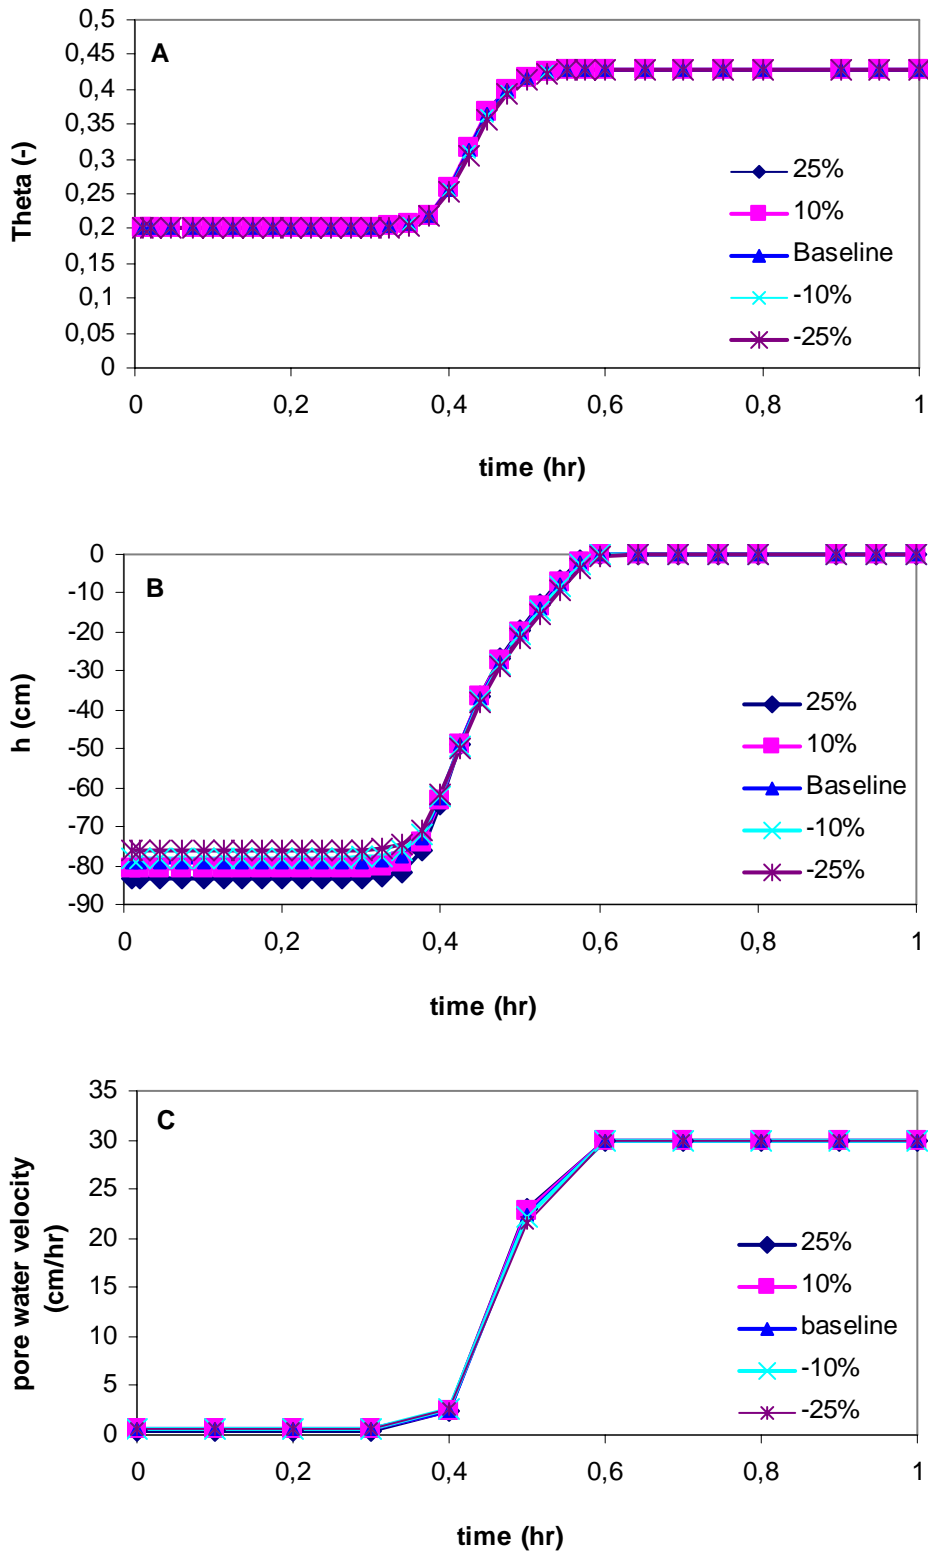 A
Theta (-)
0,5
0,45
0,4
0,35
0,3
0,25
0,2
0,15
0,1
0,05
0
0 0,2 0,4 0,6 0,8 1
time (hr)
25%
10%
Baseline
-10%
-25%
B
h (cm)
0
-10
-20
-30
-40
-50
-60
-70
-80
-90
0 0,2 0,4 0,6 0,8 1
time (hr)
25%
10%
Baseline
-10%
-25%
C
pore water velocity
(cm/hr)
35
30
25
20
15
10
5
0
0 0,2 0,4 0,6 0,8 1
time (hr)
25%
10%
baseline
-10%
-25%